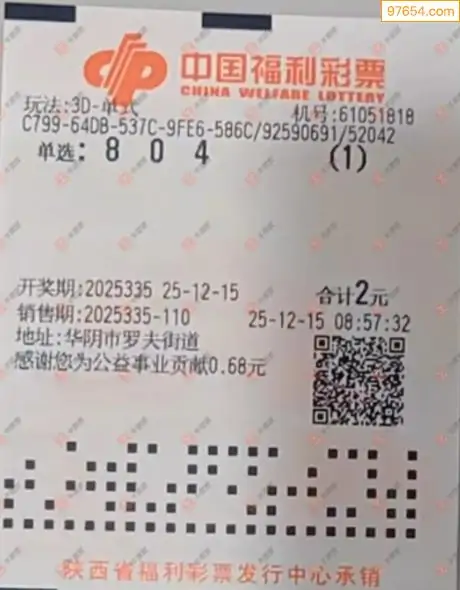 97654.com
中国福利彩票
CHINA WELFARE LOTTERY
玩法:3D-单式 机号:61051818
C799-64DB-537C-9FE6-586C/92590691/52042
单选: 8 0 4 (1)
开奖期:2025335 25-12-15 合计2元
销售期:2025335-110 25-12-15 08:57:32
地址:华阴市罗夫街道
感谢您为公益事业贡献0.68元
陕西省福利彩票发行中心承销